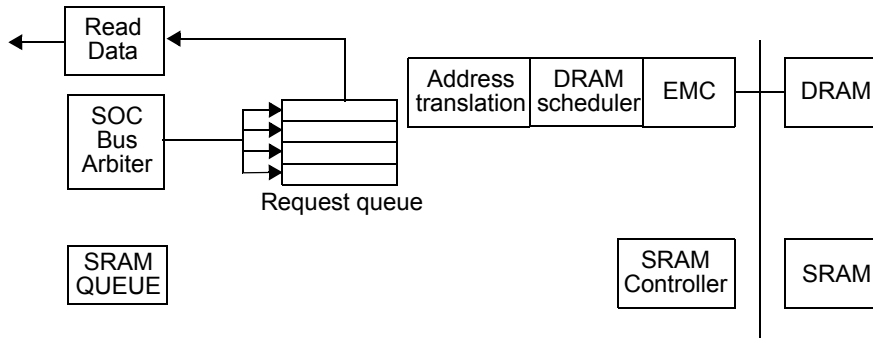 Read
Data
Address
translation
DRAM
scheduler
EMC
DRAM
SOC
Bus
Arbiter
Request queue
SRAM
QUEUE
SRAM
Controller
SRAM